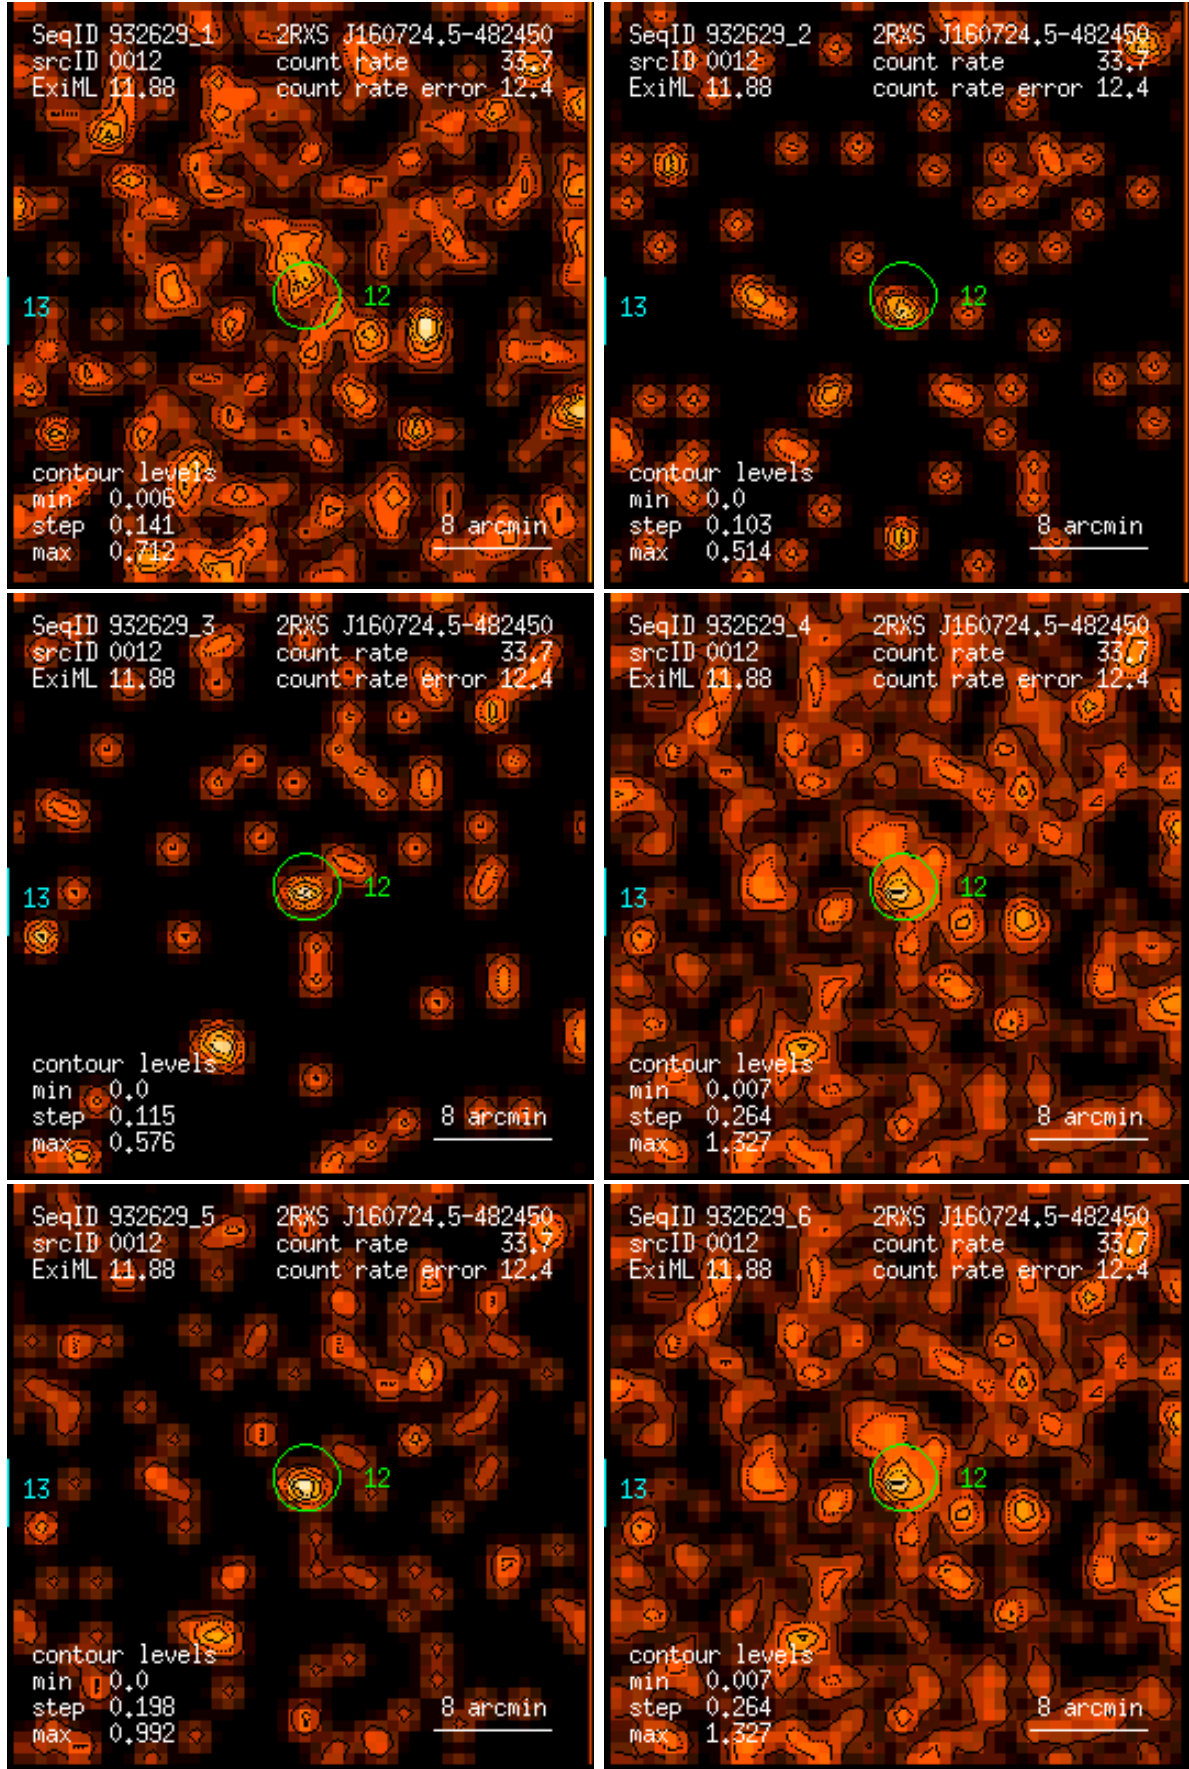 SeqID 932629_1 2RXS J160724.5-482450
srcID 0012 count rate 33.7
ExiML 11.88 count rate error 12.4
13
12
contour levels
min 0.006
step 0.141 8 arcmin
max 0.712
SeqID 932629_2 2RXS J160724.5-482450
srcID 0012 count rate 33.7
ExiML 11.88 count rate error 12.4
13
12
contour levels
min 0.0
step 0.103 8 arcmin
max 0.514
SeqID 932629_3 2RXS J160724.5-482450
srcID 0012 count rate 33.7
ExiML 11.88 count rate error 12.4
13
12
contour levels
min 0.0
step 0.115 8 arcmin
max 0.576
SeqID 932629_4 2RXS J160724.5-482450
srcID 0012 count rate 33.7
ExiML 11.88 count rate error 12.4
13
12
contour levels
min 0.007
step 0.264 8 arcmin
max 1.327
SeqID 932629_5 2RXS J160724.5-482450
srcID 0012 count rate 33.7
ExiML 11.88 count rate error 12.4
13
12
contour levels
min 0.0
step 0.198 8 arcmin
max 0.992
SeqID 932629_6 2RXS J160724.5-482450
srcID 0012 count rate 33.7
ExiML 11.88 count rate error 12.4
13
12
contour levels
min 0.007
step 0.264 8 arcmin
max 1.327